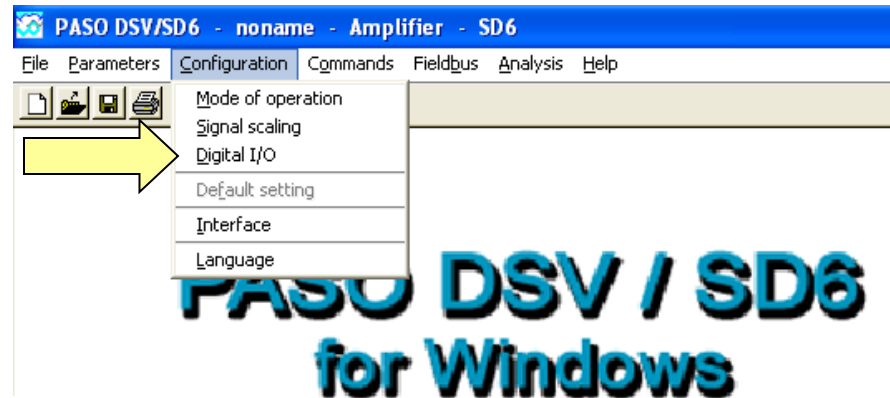 PASO DSV/SD6 - noname - Amplifier - SD6
File Parameters Configuration Commands Fieldbus Analysis Help
Mode of operation
Signal scaling
Digital I/O
Default setting
Interface
Language
PASO DSV / SD6
for Windows